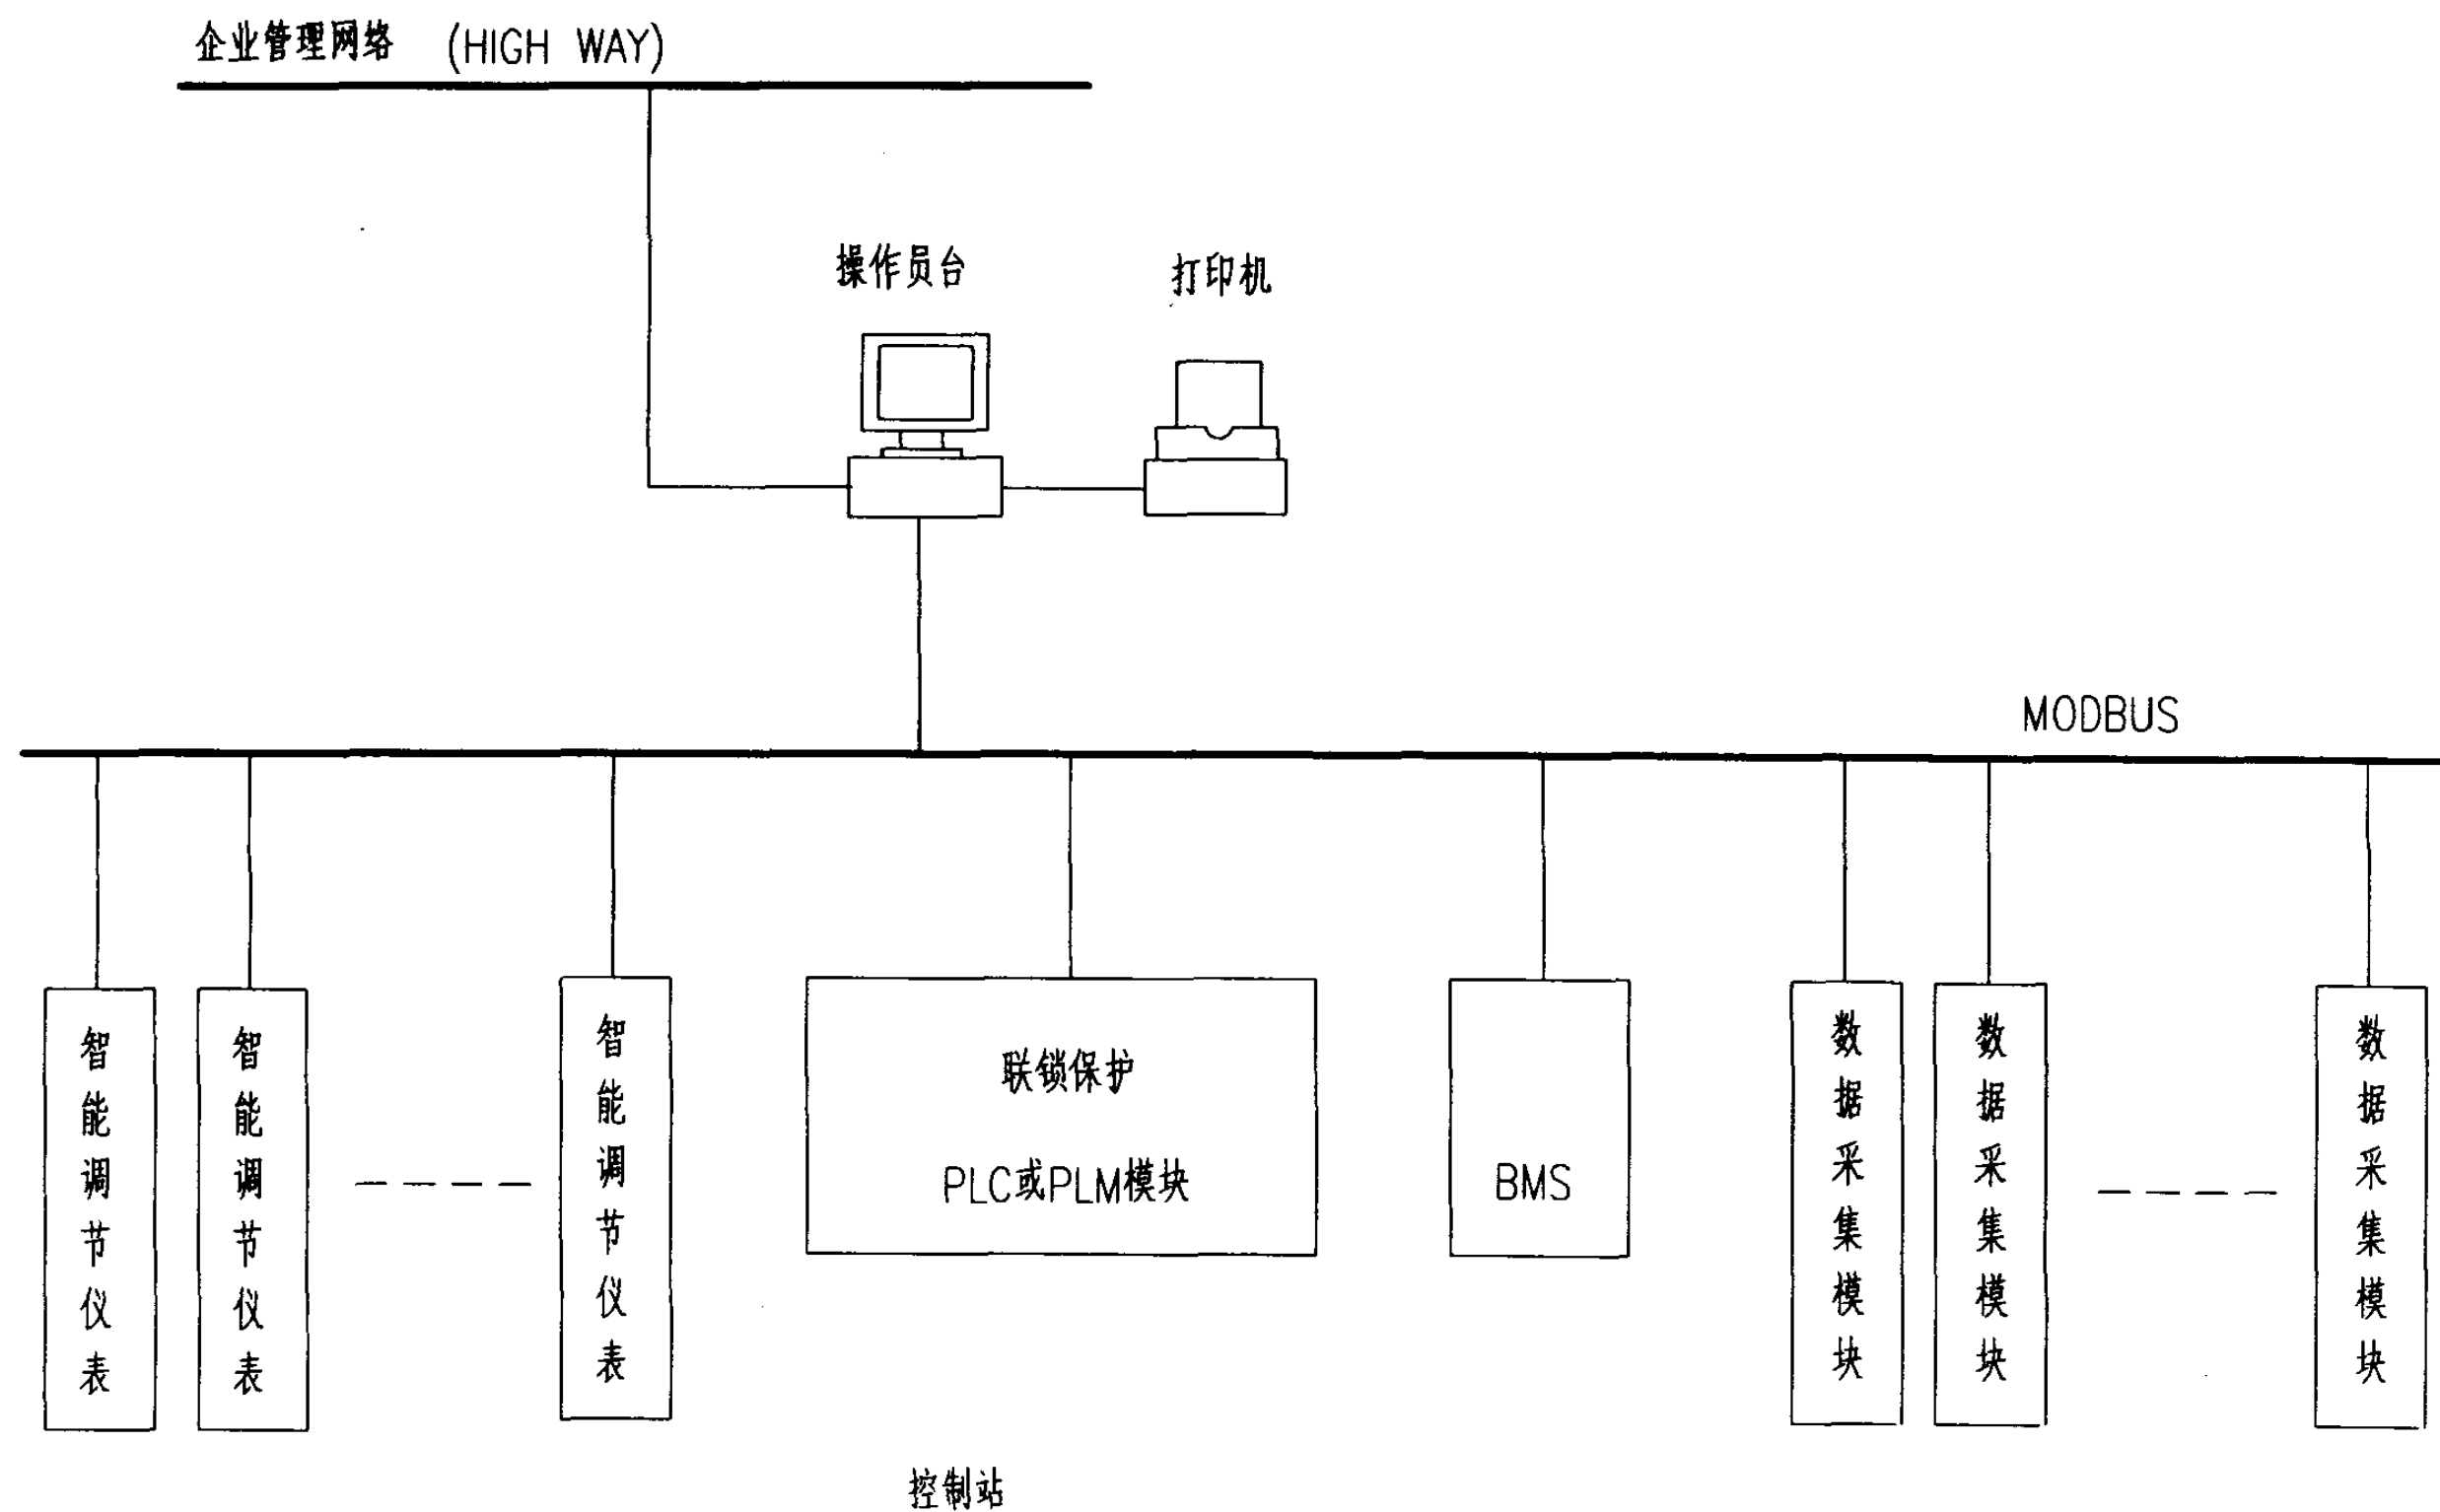 企业管理网络 (HIGH WAY)
操作员台
打印机
MODBUS
智能调节仪表
智能调节仪表
智能调节仪表
联锁保护
PLC或PLM模块
BMS
数据采集模块
数据采集模块
数据采集模块
控制站